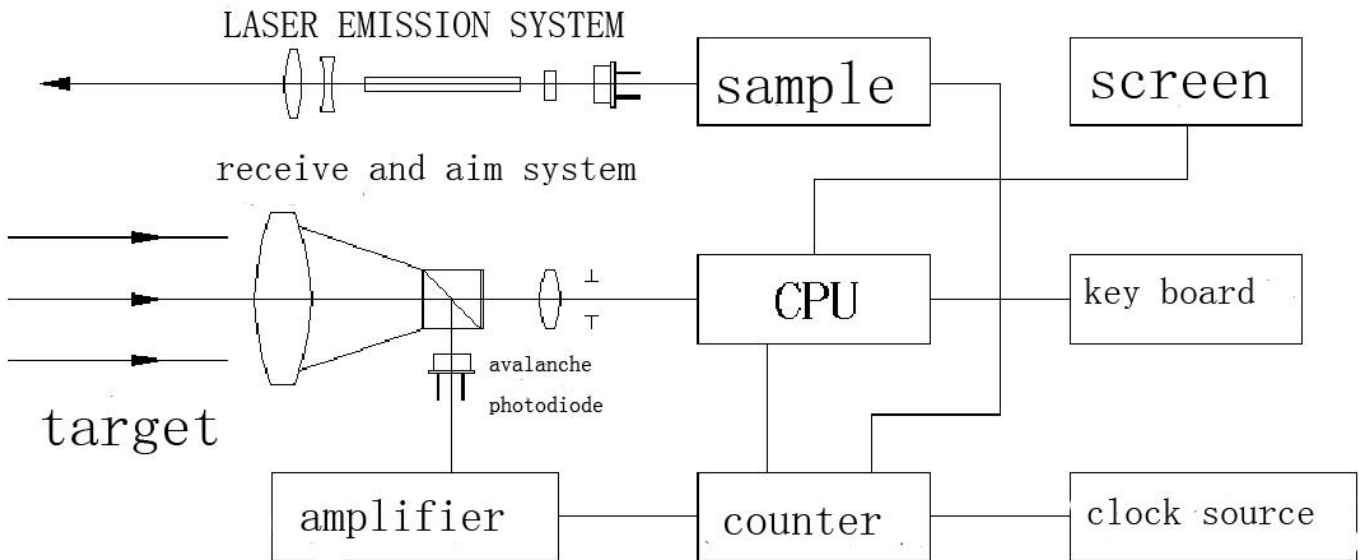 LASER EMISSION SYSTEM
sample
screen
receive and aim system
CPU
key board
avalanche
photodiode
target
amplifier
counter
clock source